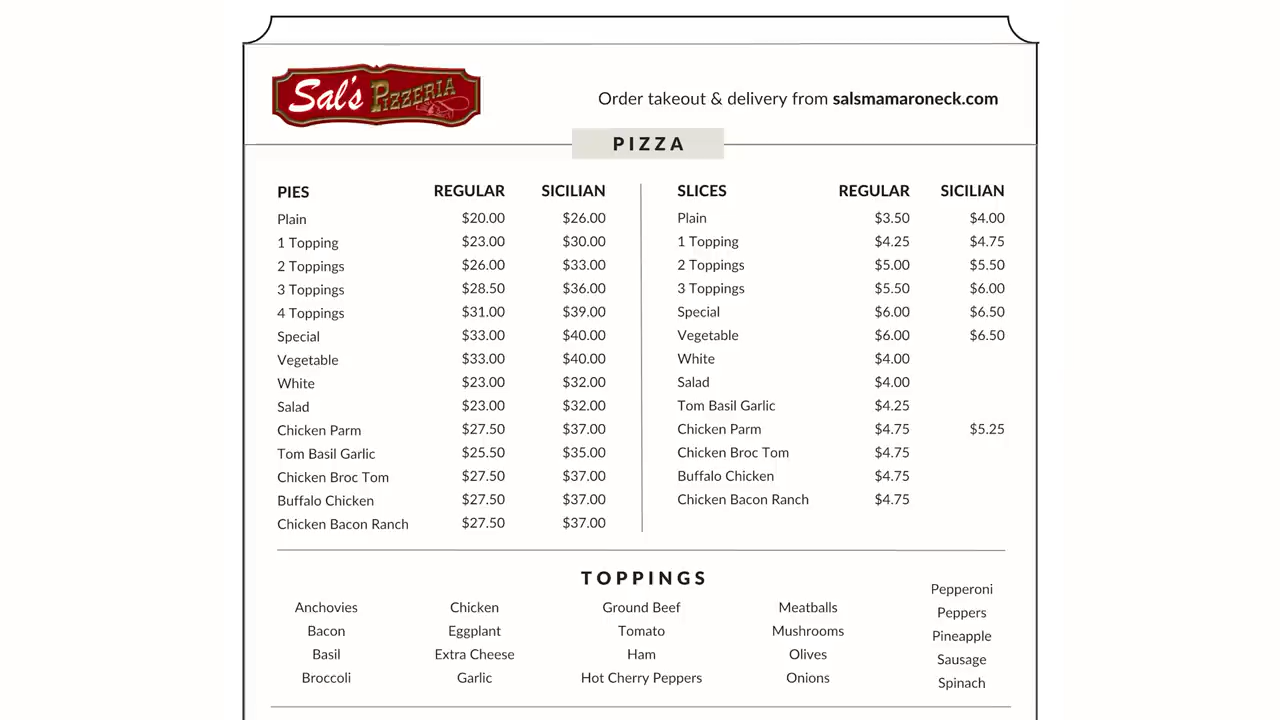 Sal's PIZZERIA
Order takeout & delivery from salsmamaroneck.com
PIZZA
PIES REGULAR SICILIAN
Plain $20.00 $26.00
1 Topping $23.00 $30.00
2 Toppings $26.00 $33.00
3 Toppings $28.50 $36.00
4 Toppings $31.00 $39.00
Special $33.00 $40.00
Vegetable $33.00 $40.00
White $23.00 $32.00
Salad $23.00 $32.00
Chicken Parm $27.50 $37.00
Tom Basil Garlic $25.50 $35.00
Chicken Broc Tom $27.50 $37.00
Buffalo Chicken $27.50 $37.00
Chicken Bacon Ranch $27.50 $37.00
SLICES REGULAR SICILIAN
Plain $3.50 $4.00
1 Topping $4.25 $4.75
2 Toppings $5.00 $5.50
3 Toppings $5.50 $6.00
Special $6.00 $6.50
Vegetable $6.00 $6.50
White $4.00
Salad $4.00
Tom Basil Garlic $4.25
Chicken Parm $4.75 $5.25
Chicken Broc Tom $4.75
Buffalo Chicken $4.75
Chicken Bacon Ranch $4.75
TOPPINGS
Anchovies
Bacon
Basil
Broccoli
Chicken
Eggplant
Extra Cheese
Garlic
Ground Beef
Tomato
Ham
Hot Cherry Peppers
Meatballs
Mushrooms
Olives
Onions
Pepperoni
Peppers
Pineapple
Sausage
Spinach